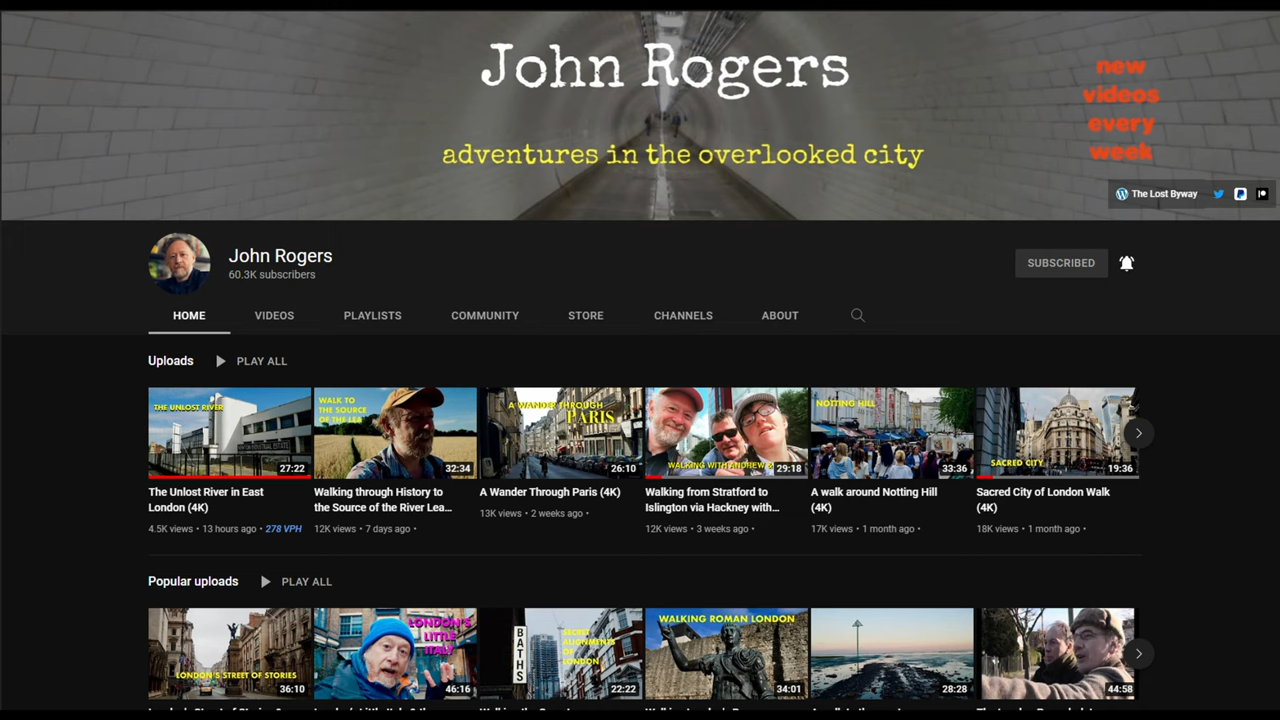 John Rogers
adventures in the overlooked city
new
videos
every
week
The Lost Byway
John Rogers
60.3K subscribers
SUBSCRIBED
HOME VIDEOS PLAYLISTS COMMUNITY STORE CHANNELS ABOUT
Uploads PLAY ALL
THE UNLOST RIVER
27:22
WALK TO
THE SOURCE
OF THE LEA
32:34
A WANDER THROUGH
PARIS
26:10
WALKING WITH ANDREW &
29:18
NOTTING HILL
33:36
SACRED CITY
19:36
The Unlost River in East
London (4K)
4.5K views • 13 hours ago • 278 VPH
Walking through History to
the Source of the River Lea...
12K views • 7 days ago •
A Wander Through Paris (4K)
13K views • 2 weeks ago •
Walking from Stratford to
Islington via Hackney with...
12K views • 3 weeks ago •
A walk around Notting Hill
(4K)
17K views • 1 month ago •
Sacred City of London Walk
(4K)
18K views • 1 month ago •
Popular uploads PLAY ALL
LONDON'S STREET OF STORIES
36:10
LONDON'S
LITTLE
ITALY
46:16
BATHS
SECRET
ALIGNMENTS
OF
LONDON
22:22
WALKING ROMAN LONDON
34:01
28:28
44:58